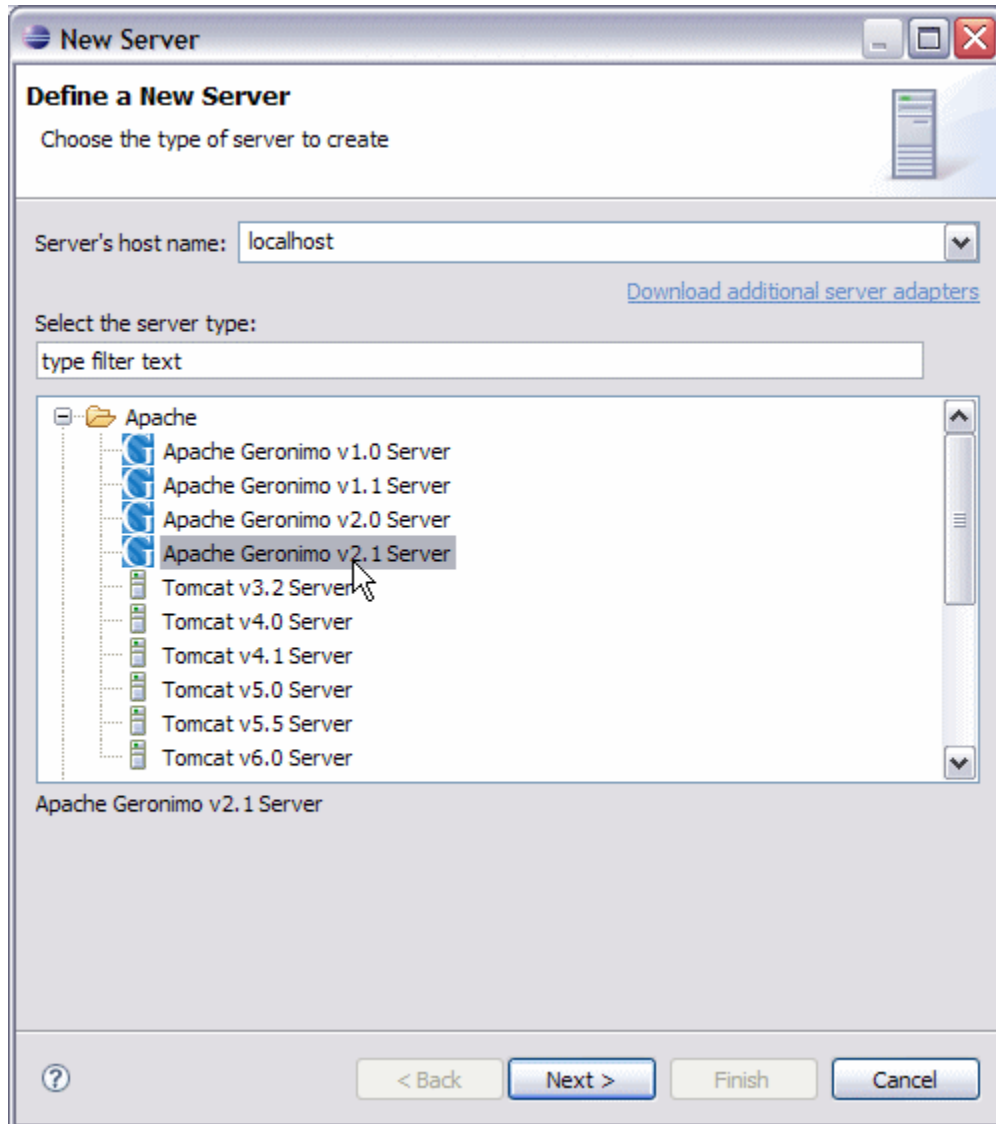 New Server
Define a New Server
Choose the type of server to create
Server's host name: localhost
Download additional server adapters
Select the server type:
type filter text
Apache
Apache Geronimo v1.0 Server
Apache Geronimo v1.1 Server
Apache Geronimo v2.0 Server
Apache Geronimo v2.1 Server
Tomcat v3.2 Server
Tomcat v4.0 Server
Tomcat v4.1 Server
Tomcat v5.0 Server
Tomcat v5.5 Server
Tomcat v6.0 Server
Apache Geronimo v2.1 Server
? < Back Next > Finish Cancel